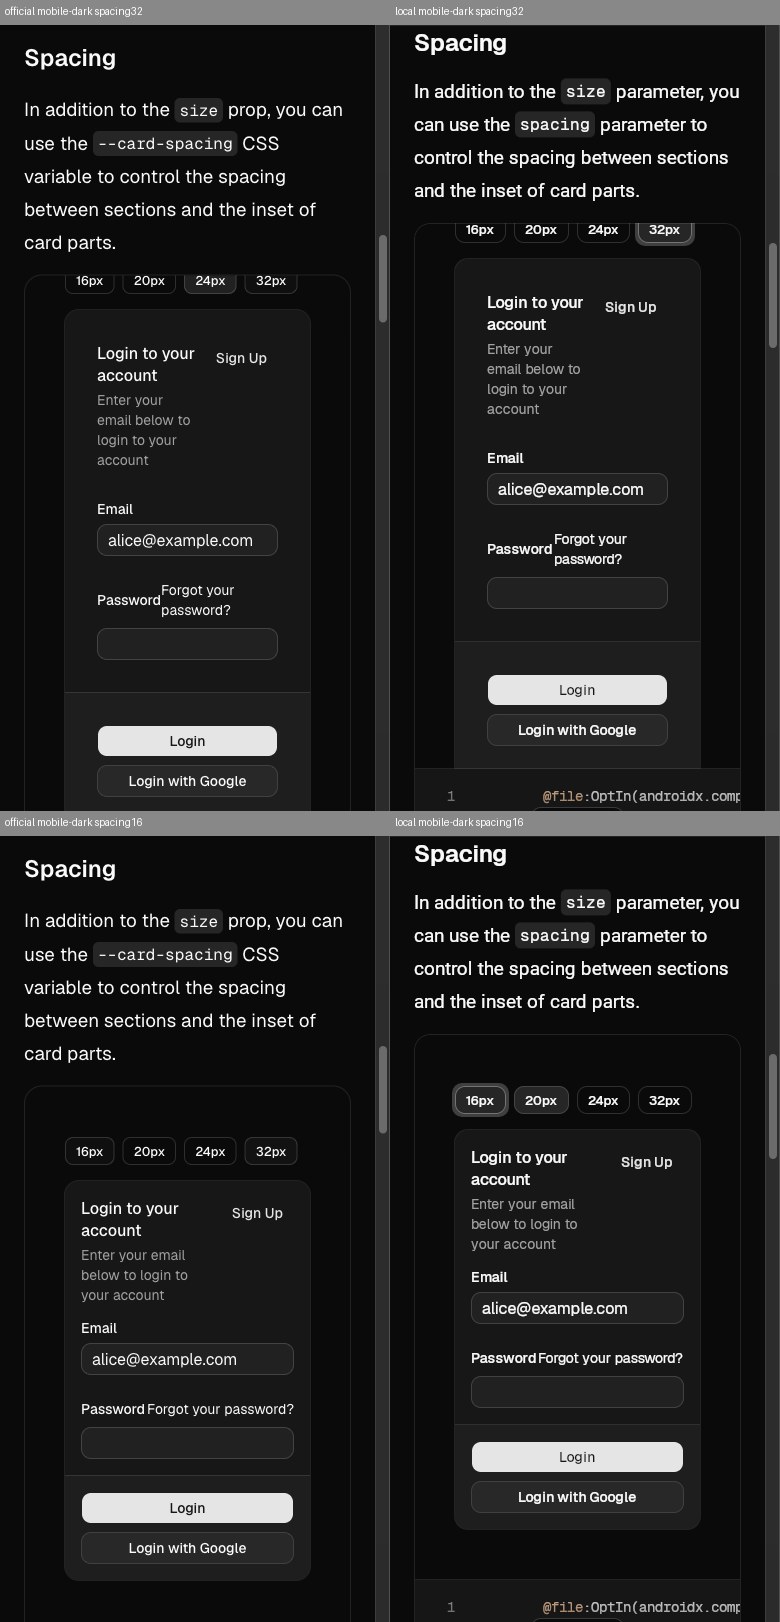 official mobile-dark spacing32
Spacing
In addition to the size prop, you can
use the --card-spacing CSS
variable to control the spacing
between sections and the inset of
card parts.
16px 20px 24px 32px
Login to your
account
Sign Up
Enter your
email below to
login to your
account
Email
alice@example.com
Password
Forgot your
password?
Login
Login with Google
local mobile-dark spacing32
Spacing
In addition to the size parameter, you
can use the spacing parameter to
control the spacing between sections
and the inset of card parts.
16px 20px 24px 32px
Login to your
account
Sign Up
Enter your
email below to
login to your
account
Email
alice@example.com
Password
Forgot your
password?
Login
Login with Google
1 @file:OptIn(androidx.comp
official mobile-dark spacing16
Spacing
In addition to the size prop, you can
use the --card-spacing CSS
variable to control the spacing
between sections and the inset of
card parts.
16px 20px 24px 32px
Login to your
account
Sign Up
Enter your email
below to login to
your account
Email
alice@example.com
Password Forgot your password?
Login
Login with Google
local mobile-dark spacing16
Spacing
In addition to the size parameter, you
can use the spacing parameter to
control the spacing between sections
and the inset of card parts.
16px 20px 24px 32px
Login to your
account
Sign Up
Enter your email
below to login to
your account
Email
alice@example.com
Password Forgot your password?
Login
Login with Google
1 @file:OptIn(androidx.comp